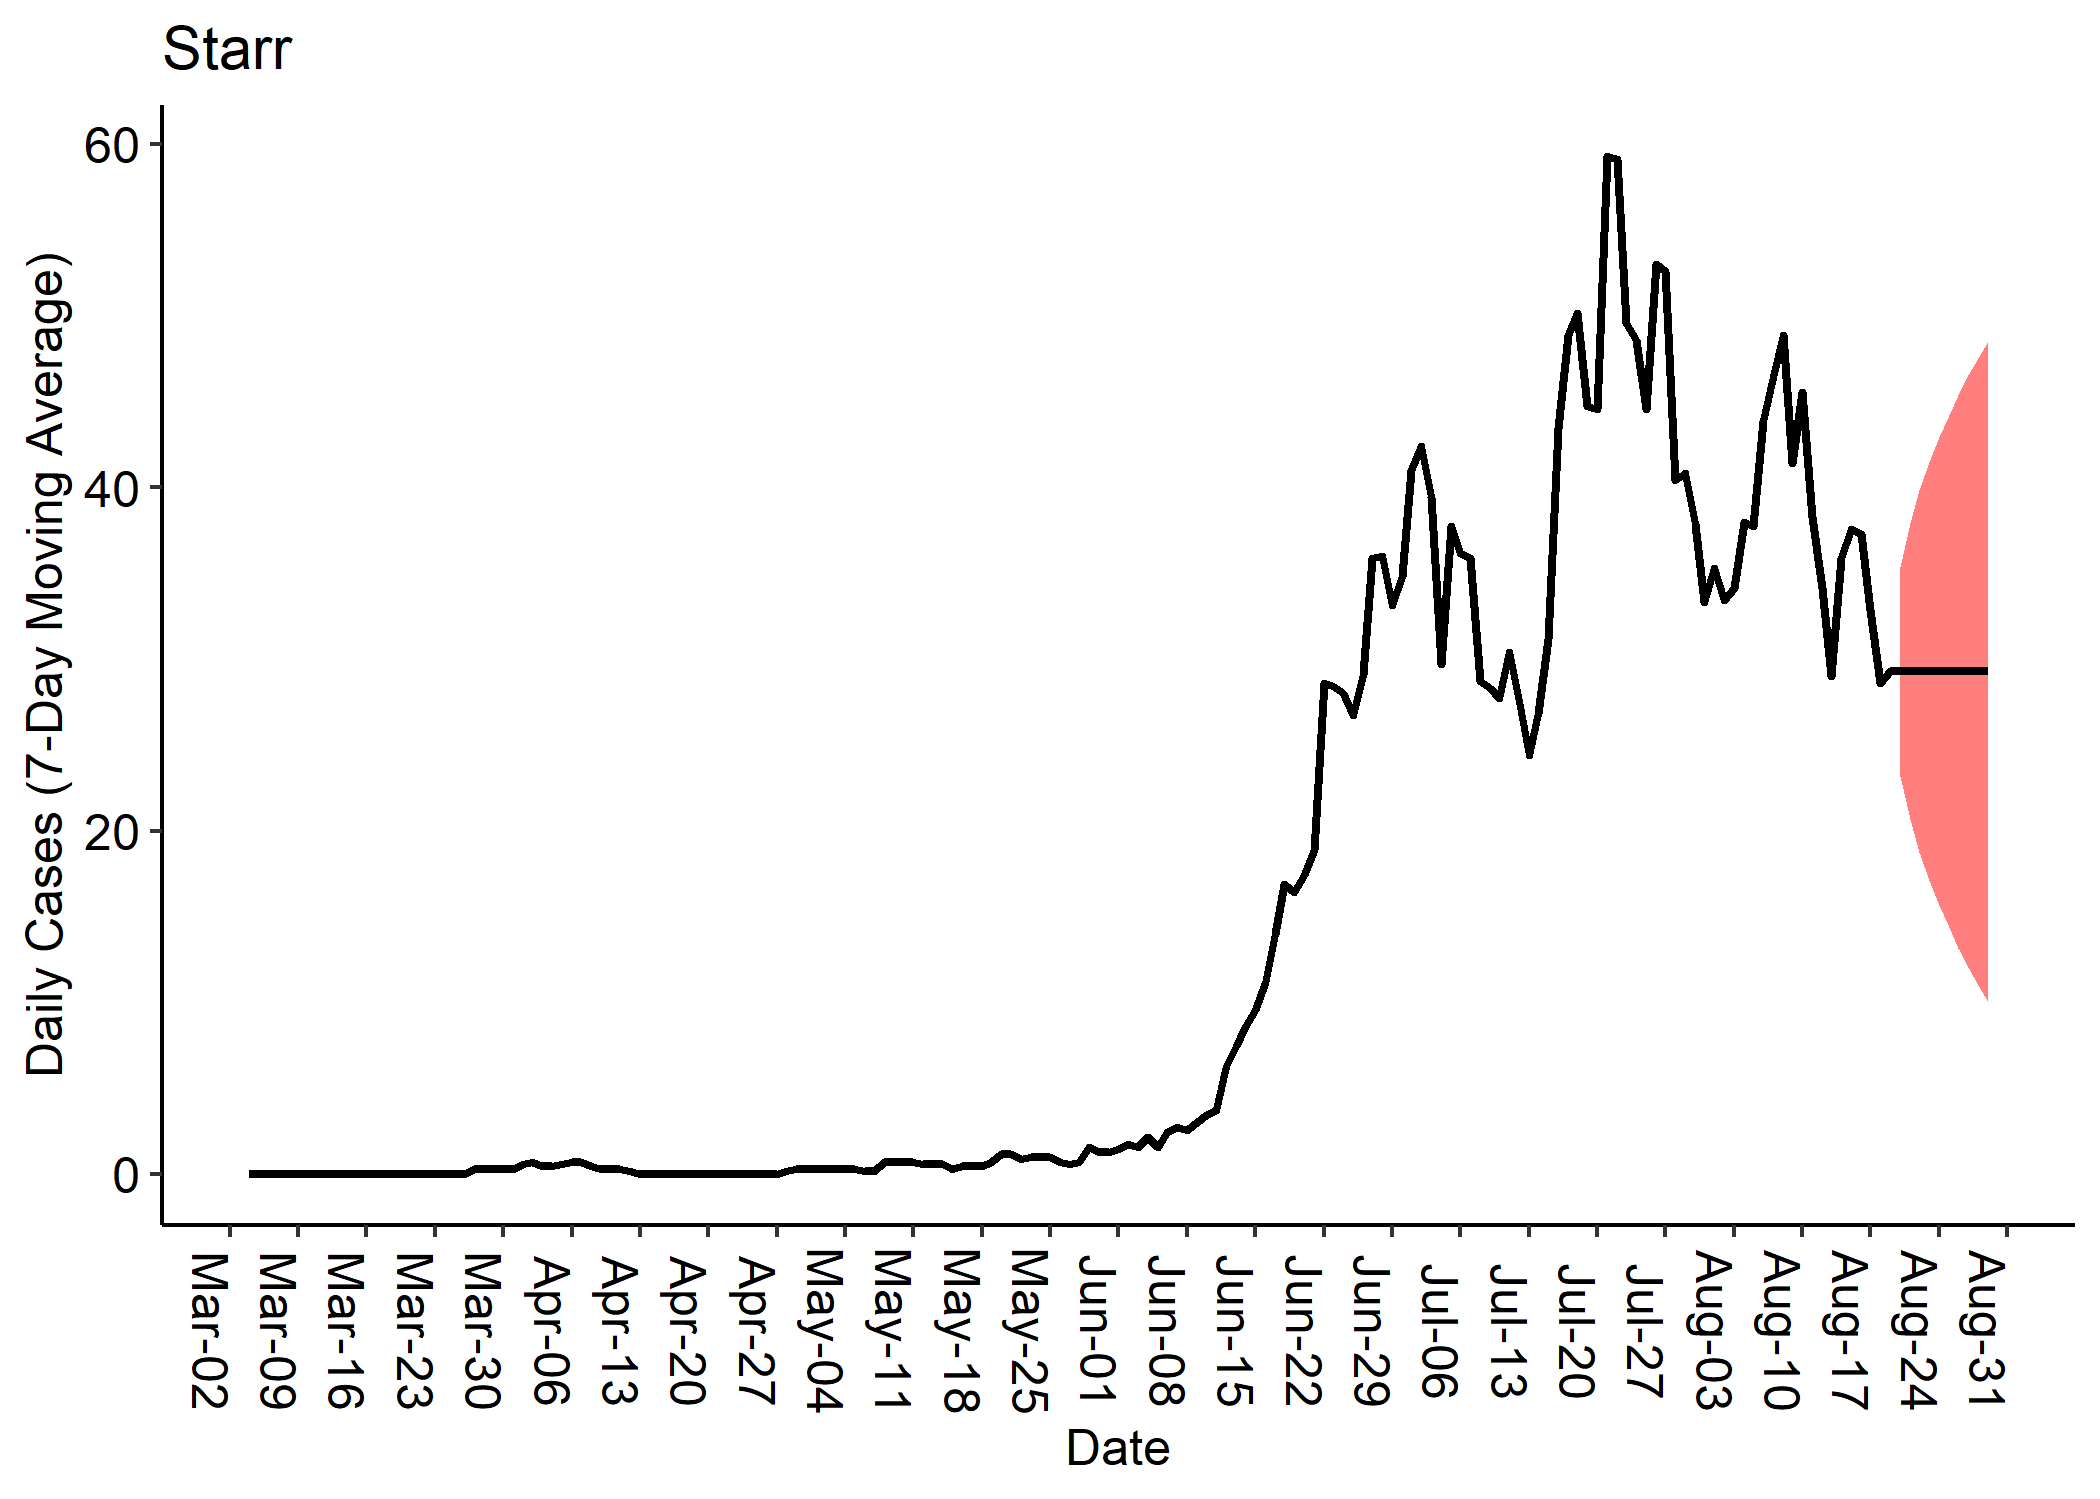 Starr
Daily Cases (7-Day Moving Average)
60
40
20
0
Mar-02
Mar-09
Mar-16
Mar-23
Mar-30
Apr-06
Apr-13
Apr-20
Apr-27
May-04
May-11
May-18
May-25
Jun-01
Jun-08
Jun-15
Jun-22
Jun-29
Jul-06
Jul-13
Jul-20
Jul-27
Aug-03
Aug-10
Aug-17
Aug-24
Aug-31
Date